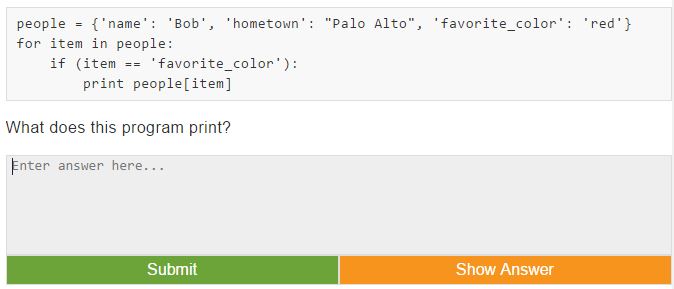 people = {'name': 'Bob', 'hometown': "Palo Alto", 'favorite_color': 'red'}
for item in people:
    if (item == 'favorite_color'):
        print people[item]
What does this program print?
Enter answer here...
Submit
Show Answer